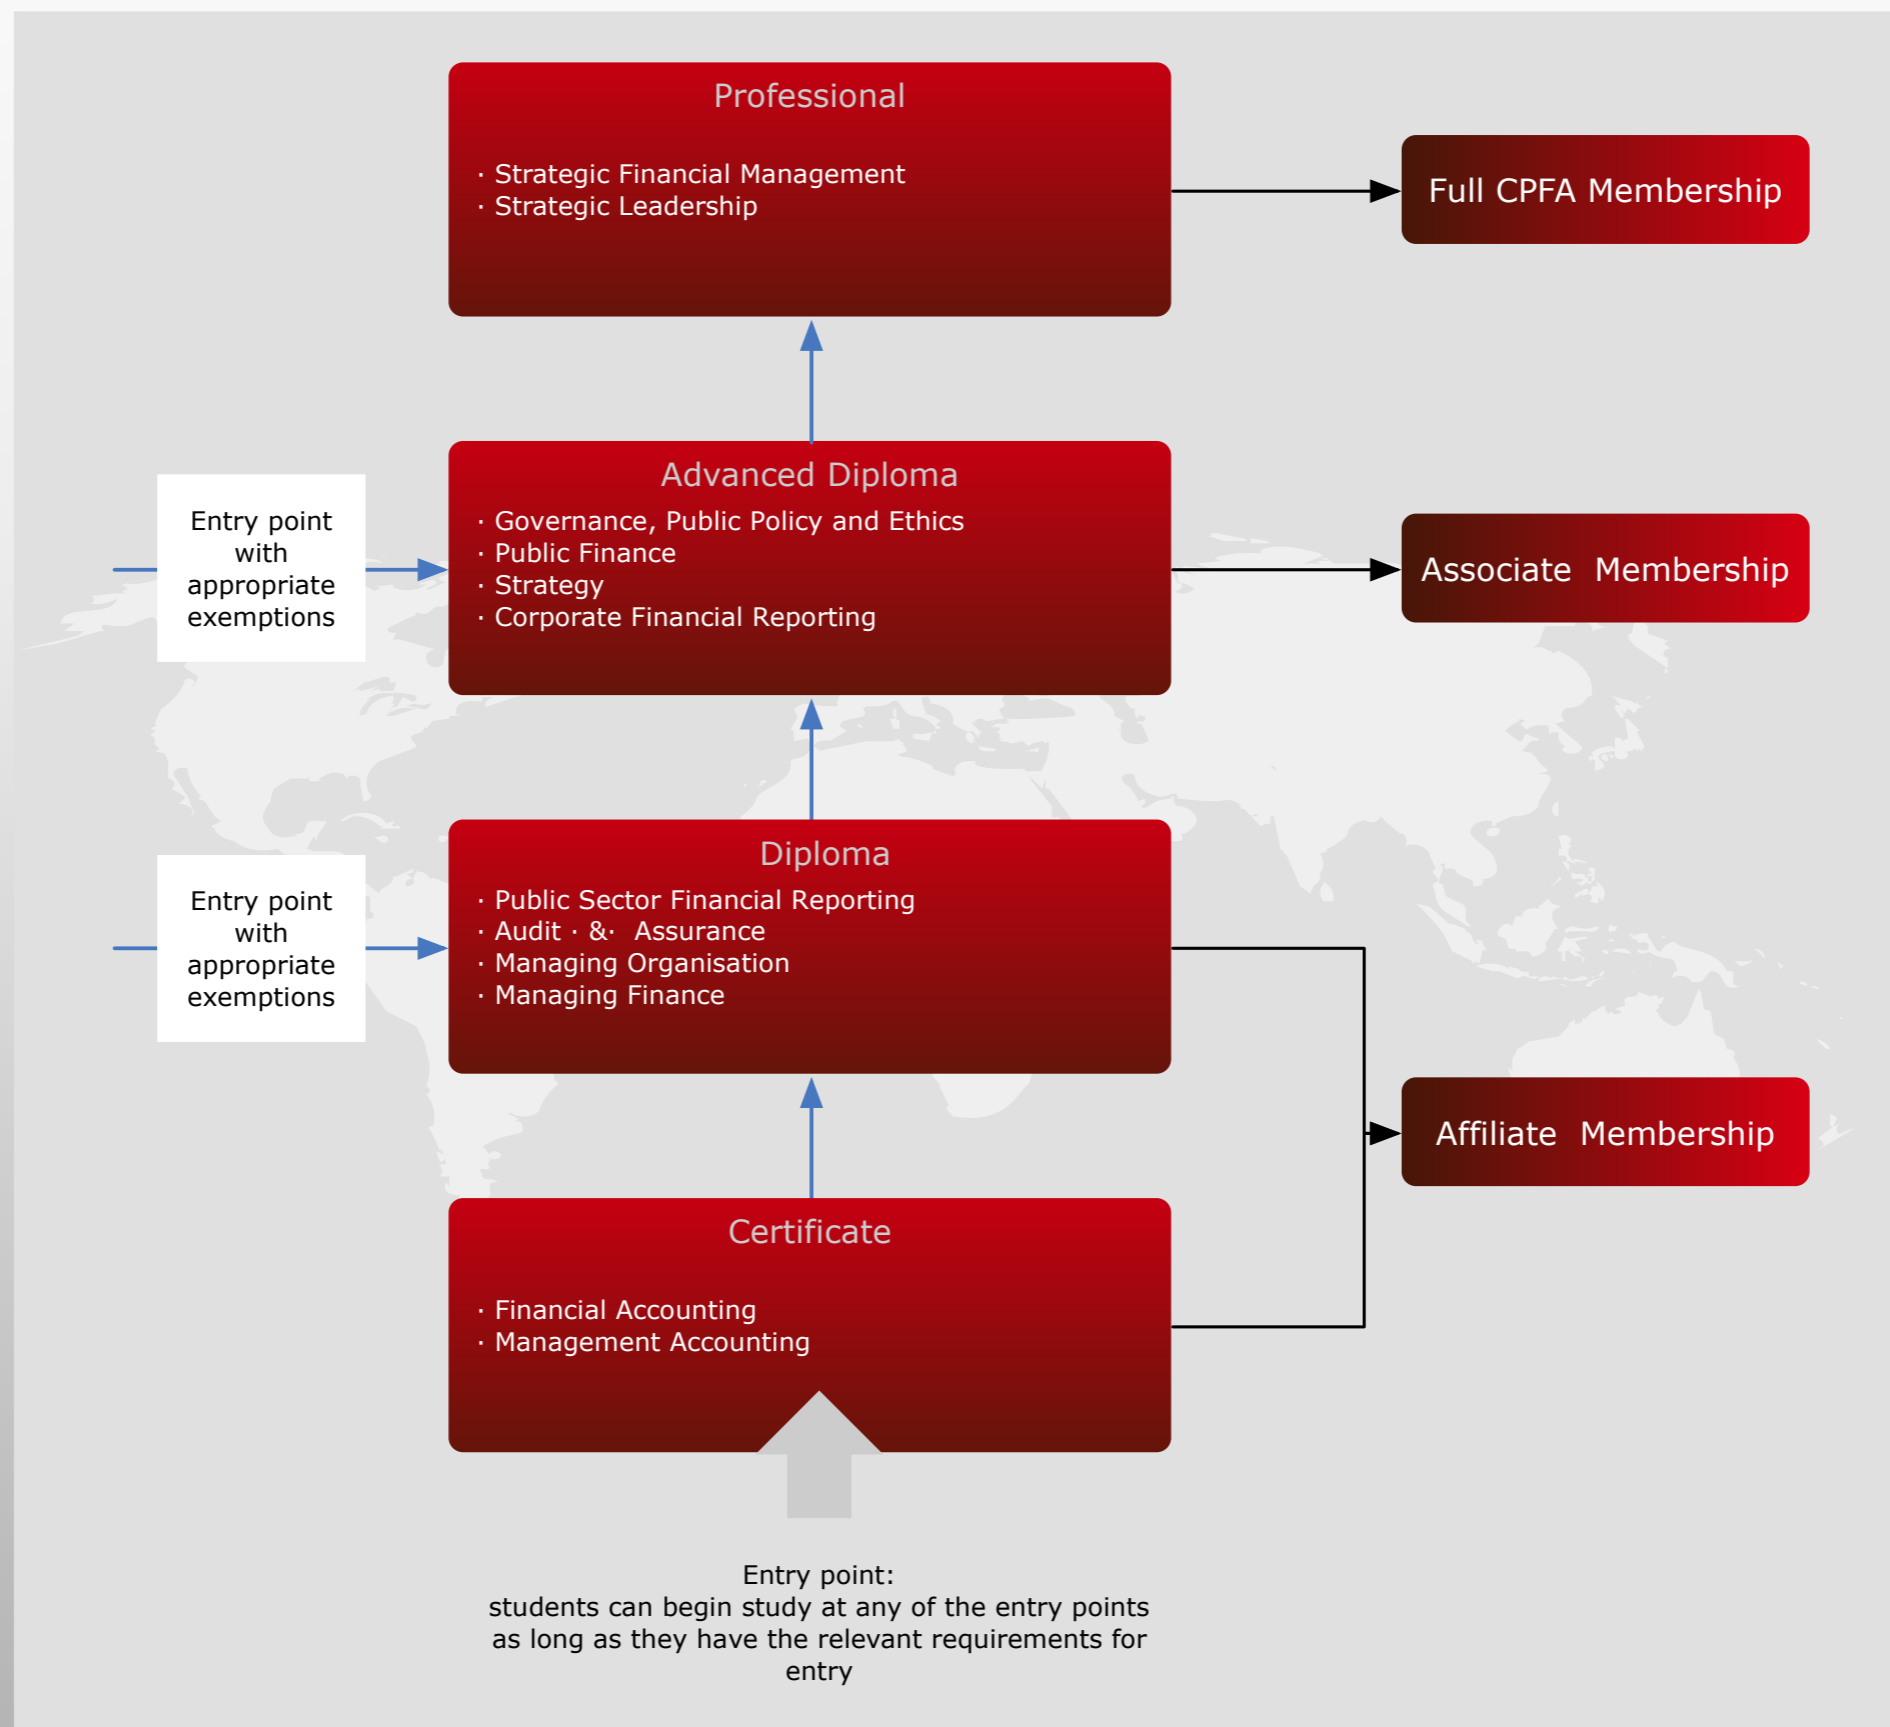 Professional
· Strategic Financial Management
· Strategic Leadership
Full CPFA Membership
Advanced Diploma
· Governance, Public Policy and Ethics
· Public Finance
· Strategy
· Corporate Financial Reporting
Entry point
with
appropriate
exemptions
Associate  Membership
Diploma
· Public Sector Financial Reporting
· Audit · &·  Assurance
· Managing Organisation
· Managing Finance
Entry point
with
appropriate
exemptions
Affiliate  Membership
Certificate
· Financial Accounting
· Management Accounting
Entry point:
students can begin study at any of the entry points
as long as they have the relevant requirements for
entry